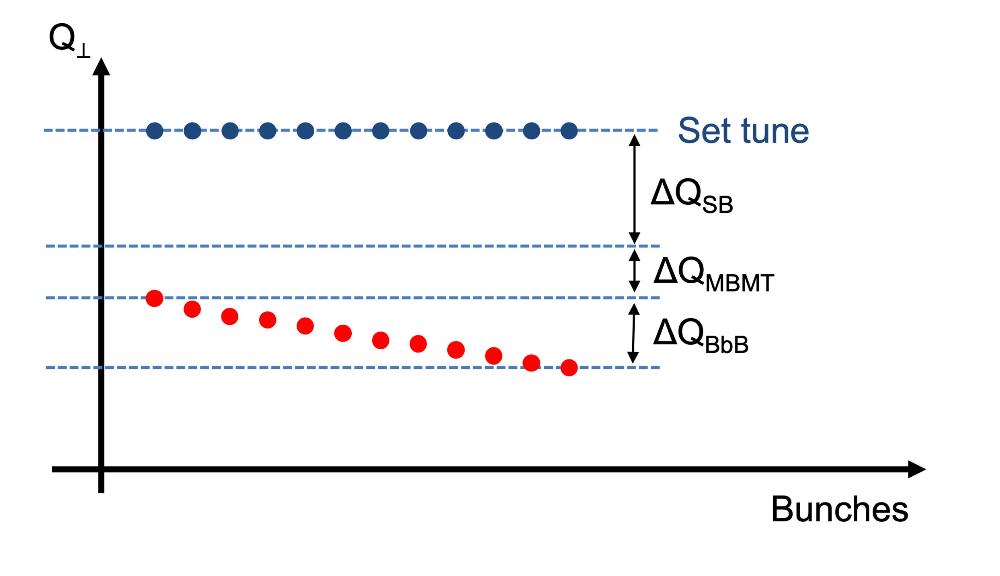 Q⊥
Set tune
ΔQSB
ΔQMBMT
ΔQBbB
Bunches